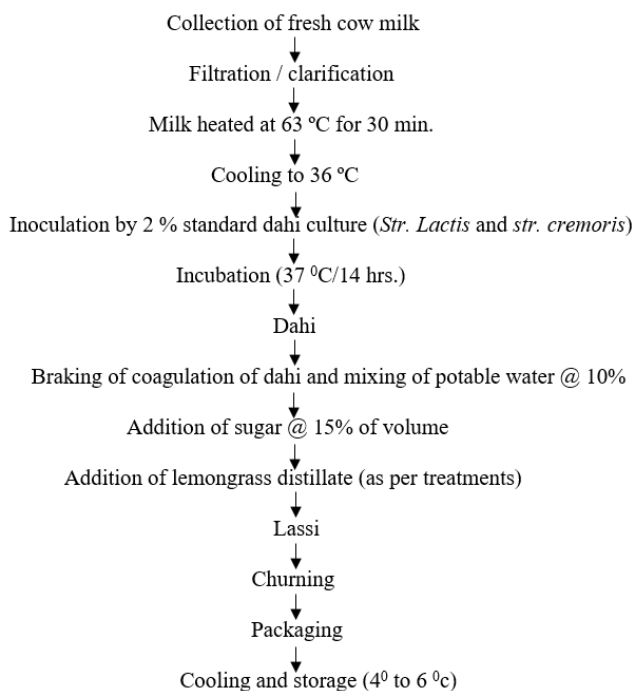 Collection of fresh cow milk
Filtration / clarification
Milk heated at 63 ºC for 30 min.
Cooling to 36 ºC
Inoculation by 2 % standard dahi culture (Str. Lactis and str. cremoris)
Incubation (37 ⁰C/14 hrs.)
Dahi
Braking of coagulation of dahi and mixing of potable water @ 10%
Addition of sugar @ 15% of volume
Addition of lemongrass distillate (as per treatments)
Lassi
Churning
Packaging
Cooling and storage (4⁰ to 6 ⁰c)